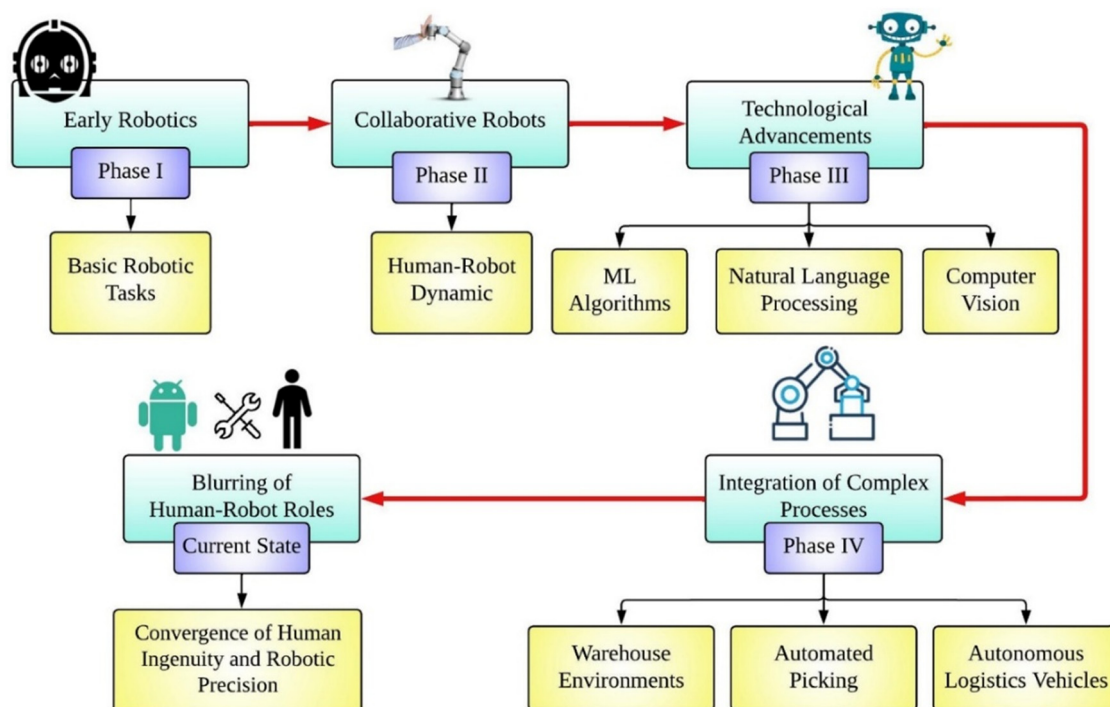 Early Robotics
Phase I
Basic Robotic
Tasks
Collaborative Robots
Phase II
Human-Robot
Dynamic
Technological
Advancements
Phase III
ML
Algorithms
Natural Language
Processing
Computer
Vision
Integration of Complex
Processes
Phase IV
Warehouse
Environments
Automated
Picking
Autonomous
Logistics Vehicles
Blurring of
Human-Robot Roles
Current State
Convergence of Human
Ingenuity and Robotic
Precision